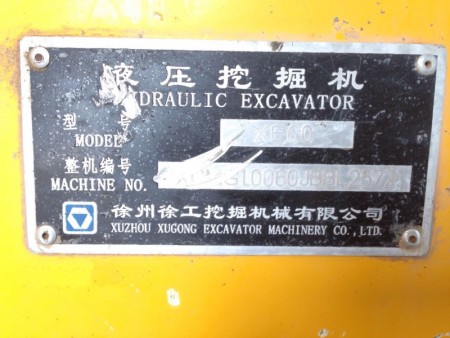 液压挖掘机
HYDRAULIC EXCAVATOR
型号
MODEL
整机编号
MACHINE NO.
徐州徐工挖掘机械有限公司
XUZHOU XUGONG EXCAVATOR MACHINERY CO.,LTD.